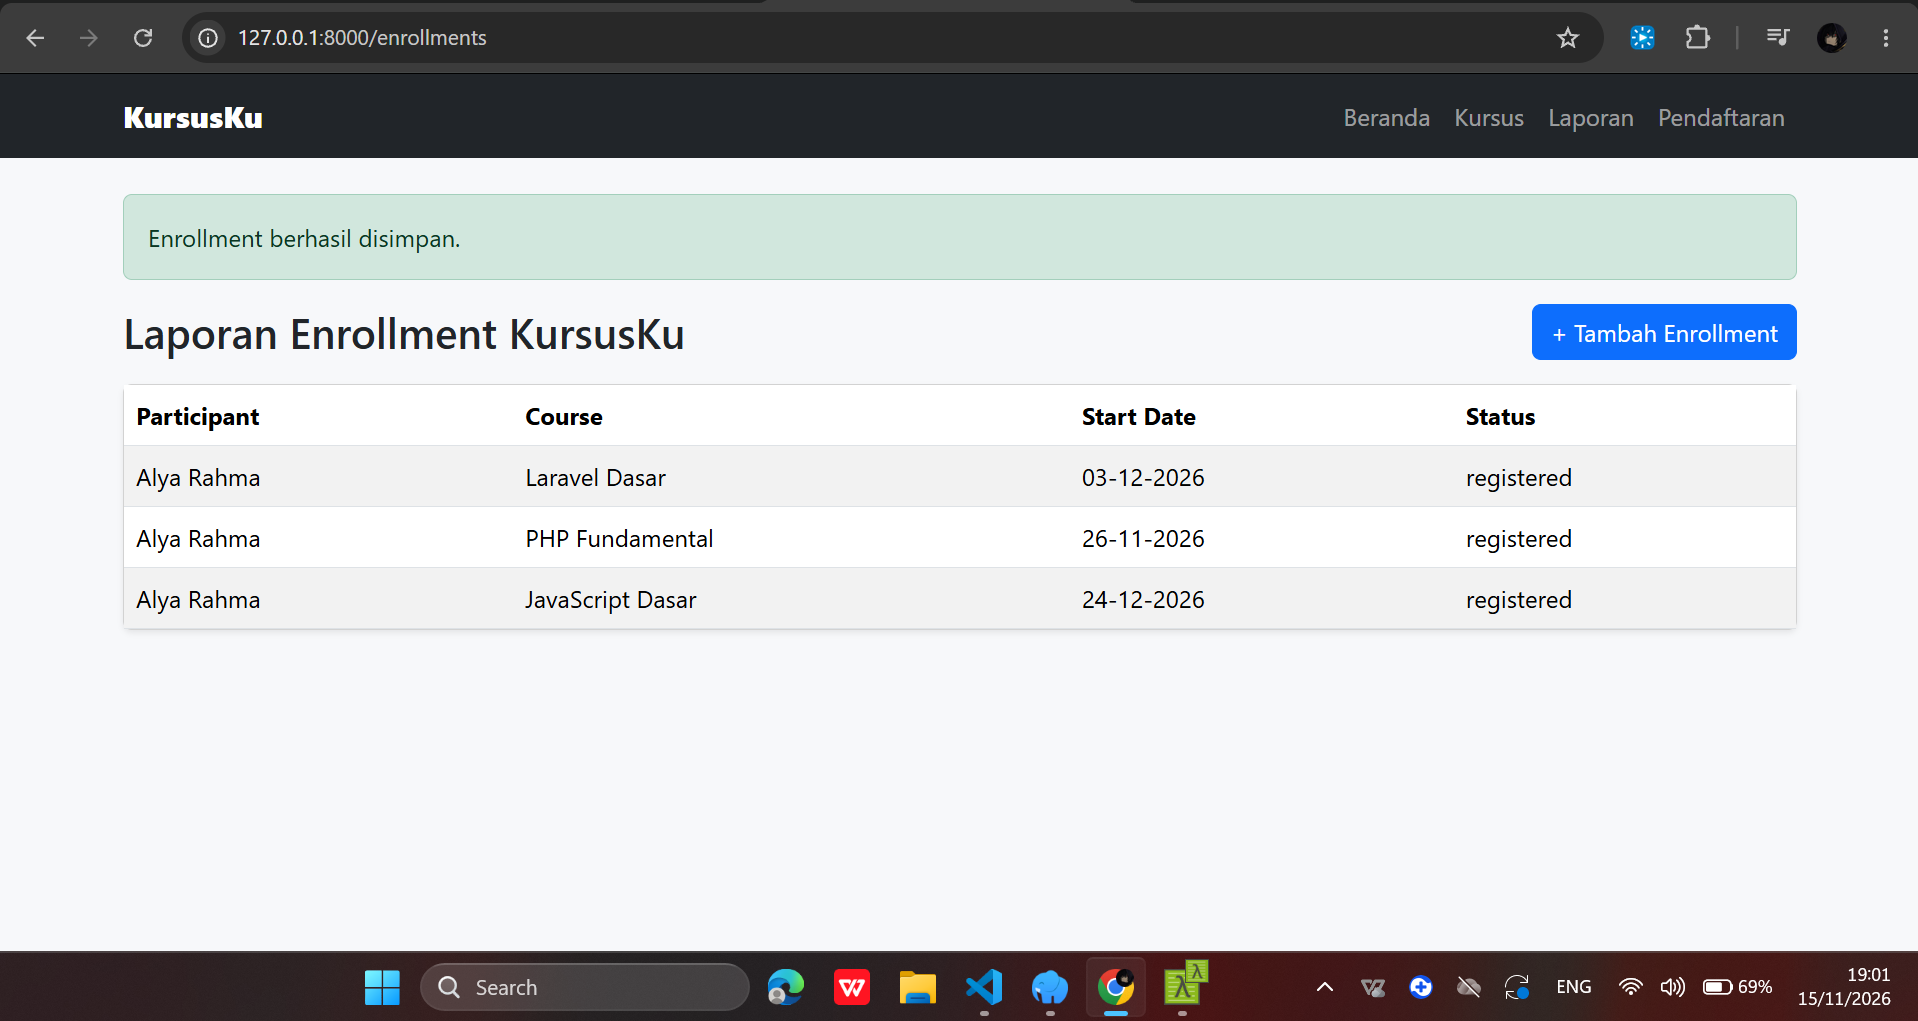 127.0.0.1:8000/enrollments
KursusKu
Beranda Kursus Laporan Pendaftaran
Enrollment berhasil disimpan.
Laporan Enrollment KursusKu
+ Tambah Enrollment
Participant Course Start Date Status
Alya Rahma Laravel Dasar 03-12-2026 registered
Alya Rahma PHP Fundamental 26-11-2026 registered
Alya Rahma JavaScript Dasar 24-12-2026 registered
Search
ENG
69%
19:01
15/11/2026